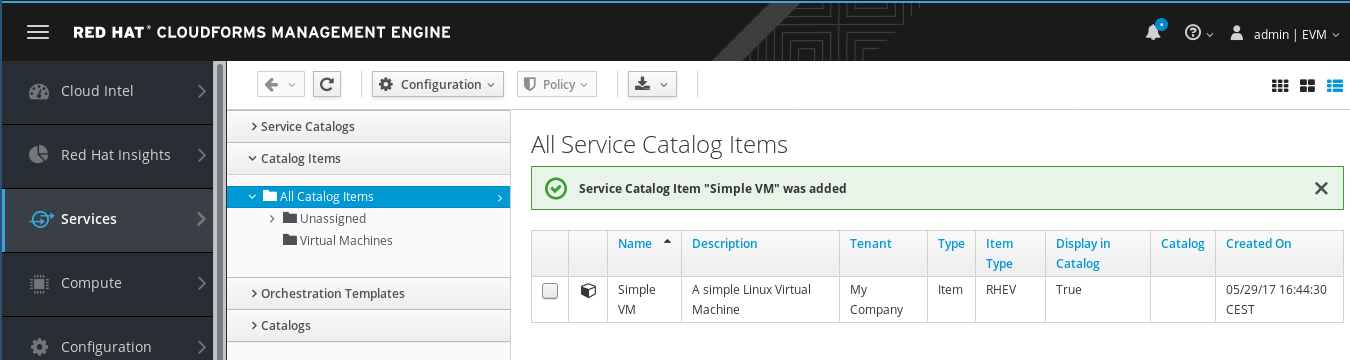 RED HAT® CLOUDFORMS MANAGEMENT ENGINE
admin | EVM
Cloud Intel
Red Hat Insights
Services
Compute
Configuration
Configuration
Policy
Service Catalogs
Catalog Items
All Catalog Items
Unassigned
Virtual Machines
Orchestration Templates
Catalogs
All Service Catalog Items
Service Catalog Item "Simple VM" was added
Name
Description
Tenant
Type
Item
Type
Display in
Catalog
Catalog
Created On
Simple
VM
A simple Linux Virtual
Machine
My
Company
Item
RHEV
True
05/29/17 16:44:30
CEST